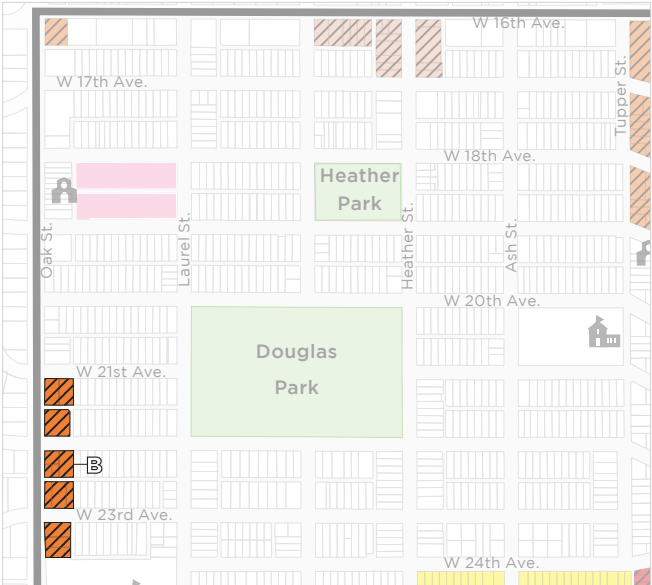 W 16th Ave.
Tupper St.
W 17th Ave.
W 18th Ave.
Heather
Park
Oak St.
Laurel St.
Heather St.
Ash St.
W 20th Ave.
Douglas
Park
W 21st Ave.
B
W 23rd Ave.
W 24th Ave.